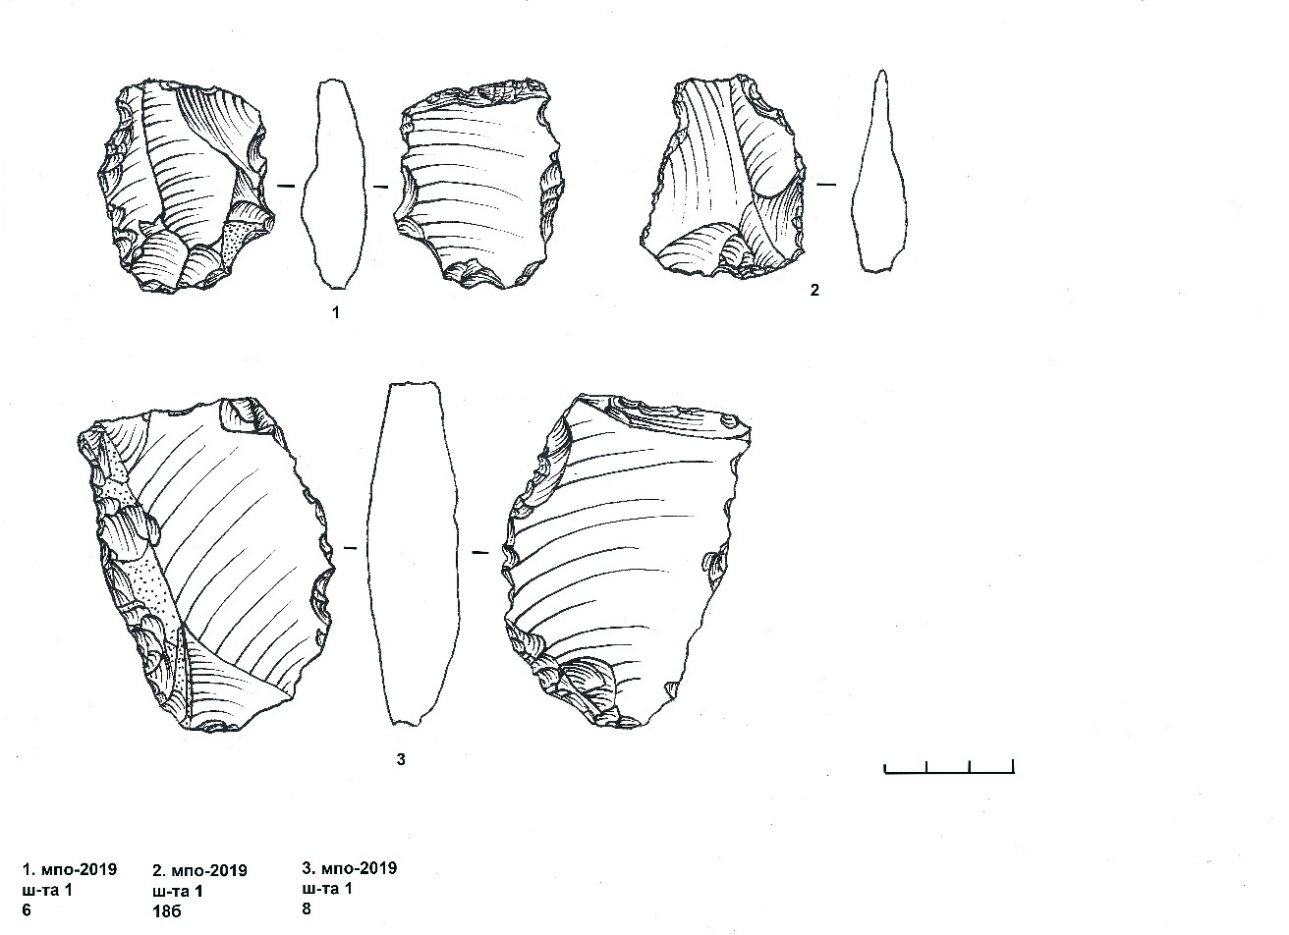 1
2
3
1. мпо-2019
ш-та 1
6
2. мпо-2019
ш-та 1
18б
3. мпо-2019
ш-та 1
8